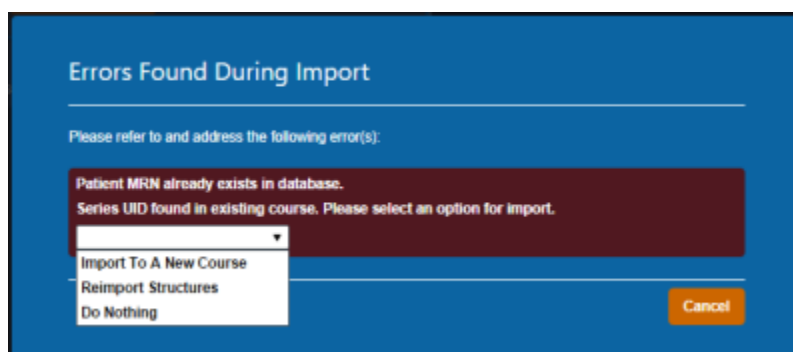 Errors Found During Import
Please refer to and address the following error(s):
Patient MRN already exists in database.
Series UID found in existing course. Please select an option for import.
Import To A New Course
Reimport Structures
Do Nothing
Cancel